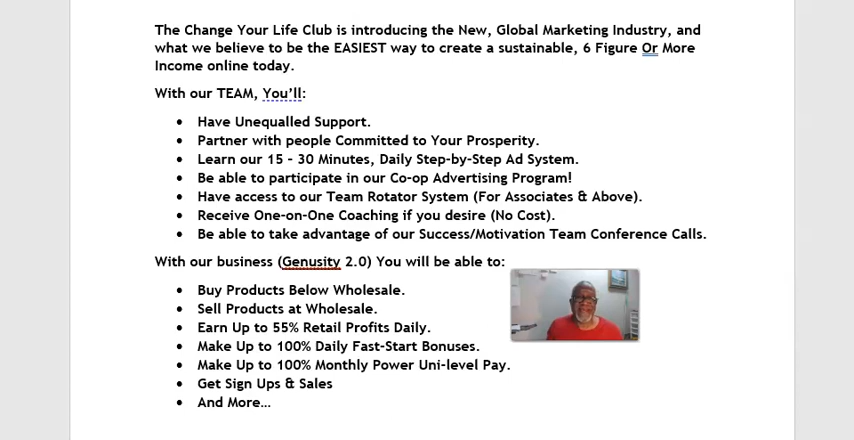 The Change Your Life Club is introducing the New, Global Marketing Industry, and
what we believe to be the EASIEST way to create a sustainable, 6 Figure Or More
Income online today.
With our TEAM, You’ll:
• Have Unequalled Support.
• Partner with people Committed to Your Prosperity.
• Learn our 15 – 30 Minutes, Daily Step-by-Step Ad System.
• Be able to participate in our Co-op Advertising Program!
• Have access to our Team Rotator System (For Associates & Above).
• Receive One-on-One Coaching if you desire (No Cost).
• Be able to take advantage of our Success/Motivation Team Conference Calls.
With our business (Genusity 2.0) You will be able to:
• Buy Products Below Wholesale.
• Sell Products at Wholesale.
• Earn Up to 55% Retail Profits Daily.
• Make Up to 100% Daily Fast-Start Bonuses.
• Make Up to 100% Monthly Power Uni-level Pay.
• Get Sign Ups & Sales
• And More…